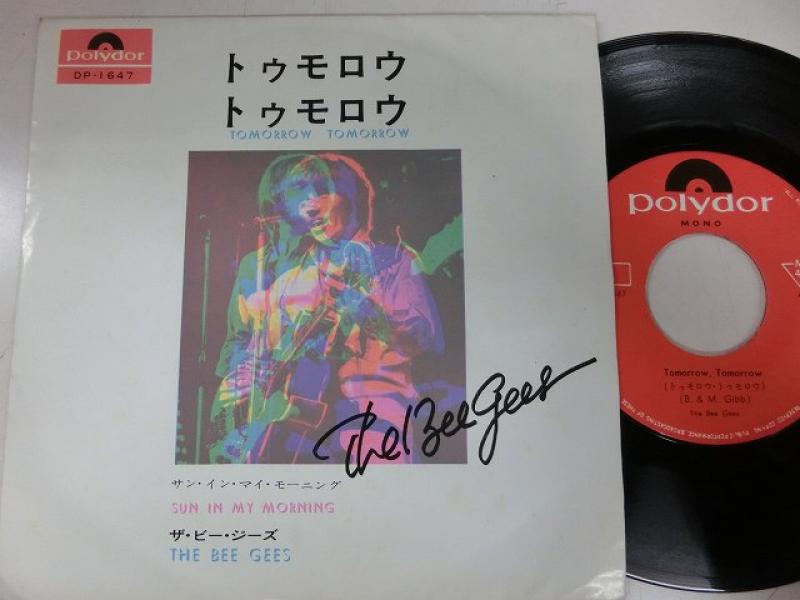 Polydor
DP-1647
トゥモロウ
トゥモロウ
TOMORROW TOMORROW
The Bee Gees
サン・イン・マイ・モーニング
SUN IN MY MORNING
ザ・ビー・ジーズ
THE BEE GEES
Polydor
MONO
Tomorrow, Tomorrow
(トゥモロウ・トゥモロウ)
(B. & M. Gibb)
The Bee Gees